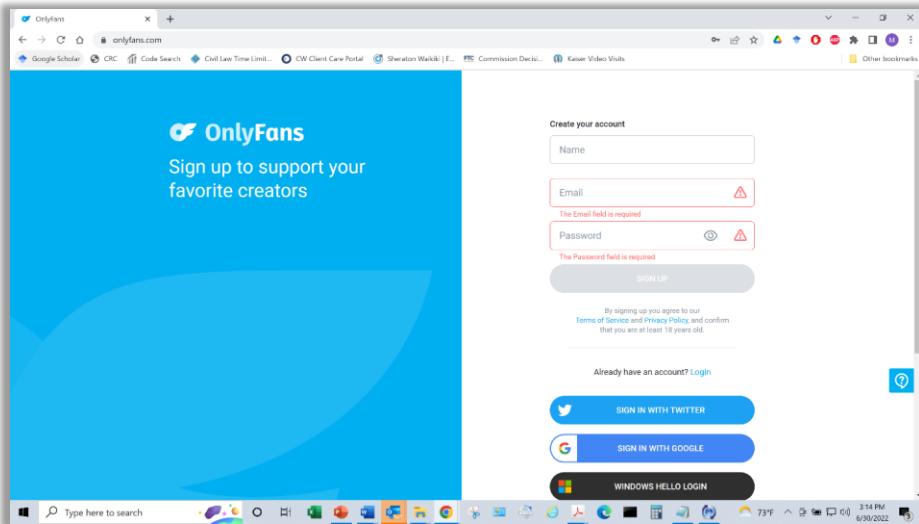 OnlyFans
onlyfans.com
Google Scholar
CRC
Code Search
Civil Law Time Limit...
CW Client Care Portal
Sheraton Waikiki | E...
Commission Decisi...
Kaiser Video Visits
Other bookmarks
OnlyFans
Sign up to support your
favorite creators
Create your account
Name
Email
The Email field is required
Password
The Password field is required
SIGN UP
By signing up you agree to our
Terms of Service and Privacy Policy, and confirm
that you are at least 18 years old.
Already have an account? Login
SIGN IN WITH TWITTER
G
SIGN IN WITH GOOGLE
WINDOWS HELLO LOGIN
Type here to search
73°F
3:14 PM
6/30/2022